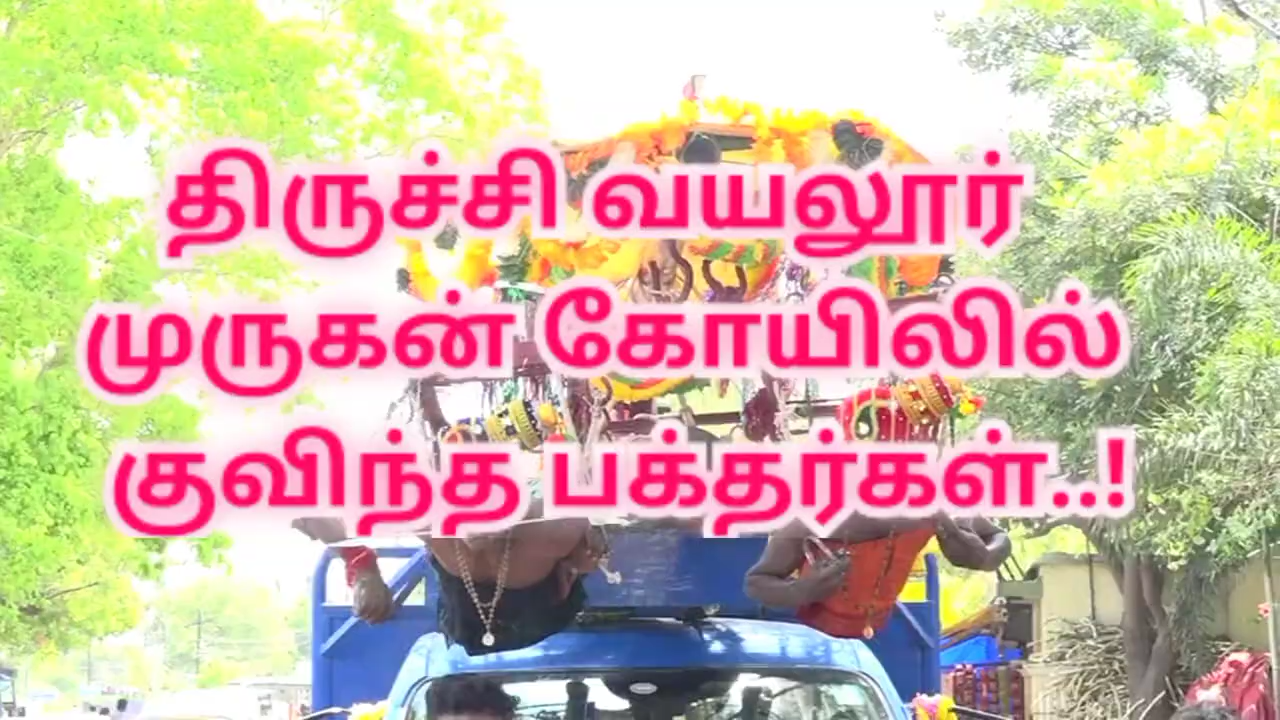 திருச்சி வயலூர்
முருகன் கோயிலில்
குவிந்த பக்தர்கள்..!